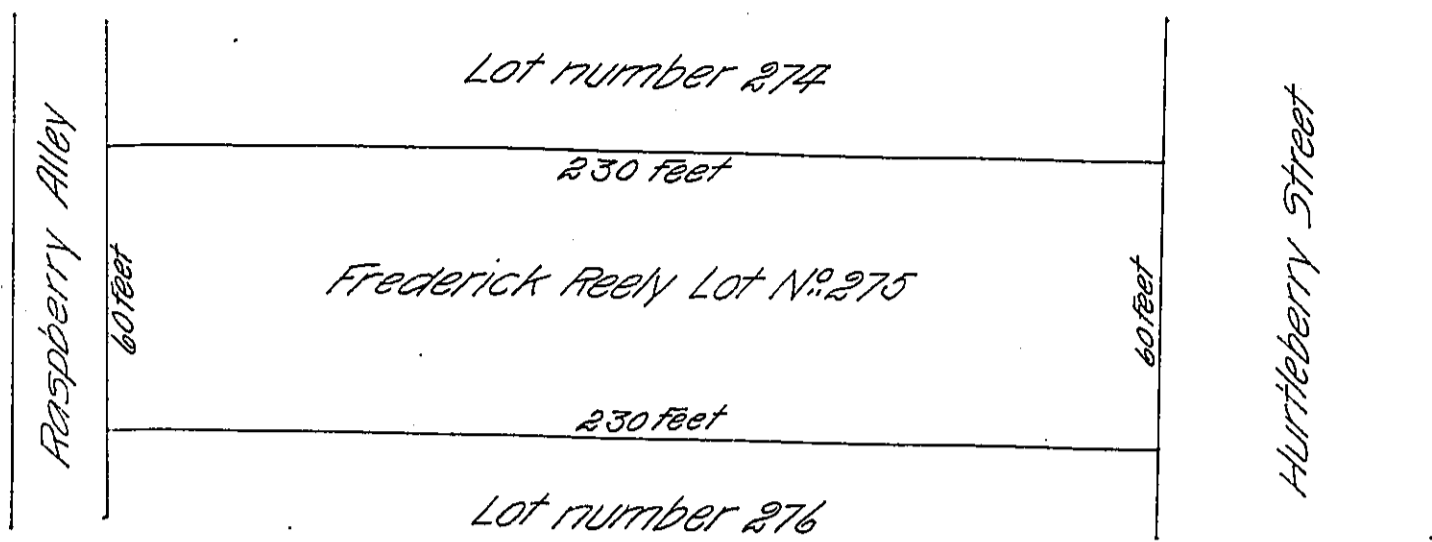 Lot number 274
230 feet
Raspberry Alley
60 feet
Frederick Reely Lot No. 275
60 feet
Hurtleberry Street
230 feet
Lot number 276